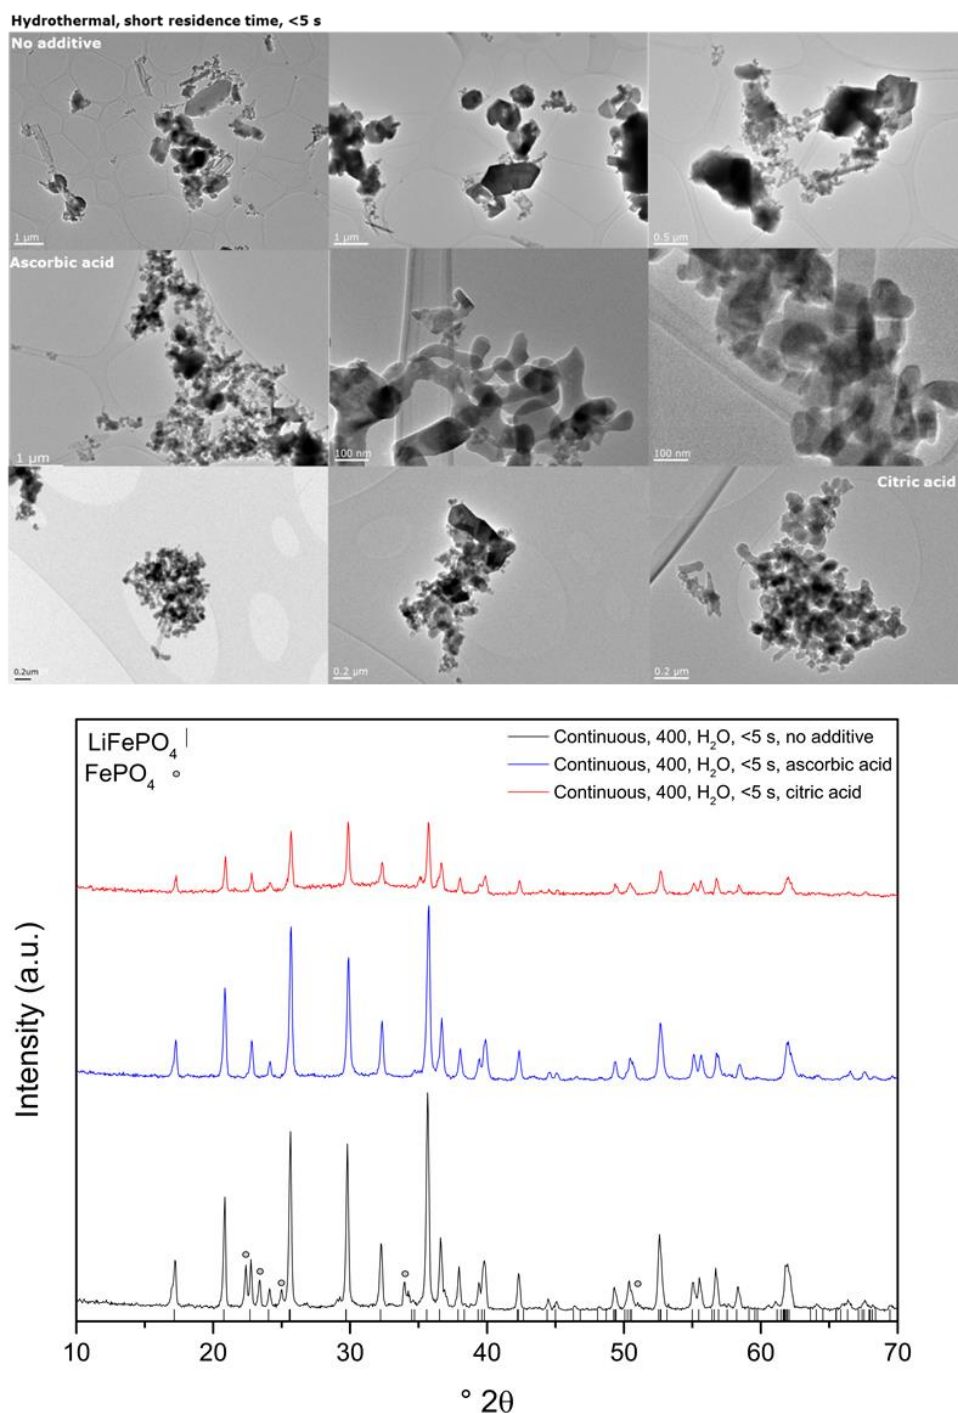 Hydrothermal, short residence time, <5 s
No additive
1 µm
1 µm
0.5 µm
Ascorbic acid
1 µm
100 nm
100 nm
Citric acid
0.2um
0.2 µm
0.2 µm
LiFePO₄
FePO₄
Continuous, 400, H₂O, <5 s, no additive
Continuous, 400, H₂O, <5 s, ascorbic acid
Continuous, 400, H₂O, <5 s, citric acid
Intensity (a.u.)
10 20 30 40 50 60 70
° 2θ